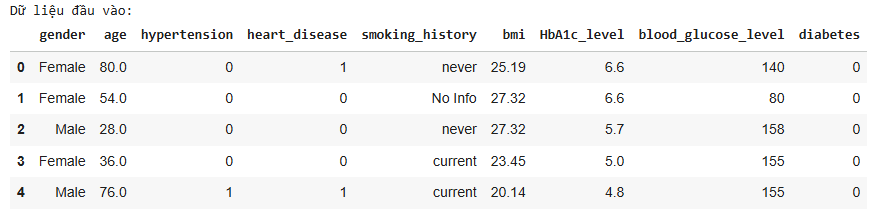 Dữ liệu đầu vào:
gender age hypertension heart_disease smoking_history bmi HbA1c_level blood_glucose_level diabetes
0 Female 80.0 0 1 never 25.19 6.6 140 0
1 Female 54.0 0 0 No Info 27.32 6.6 80 0
2 Male 28.0 0 0 never 27.32 5.7 158 0
3 Female 36.0 0 0 current 23.45 5.0 155 0
4 Male 76.0 1 1 current 20.14 4.8 155 0